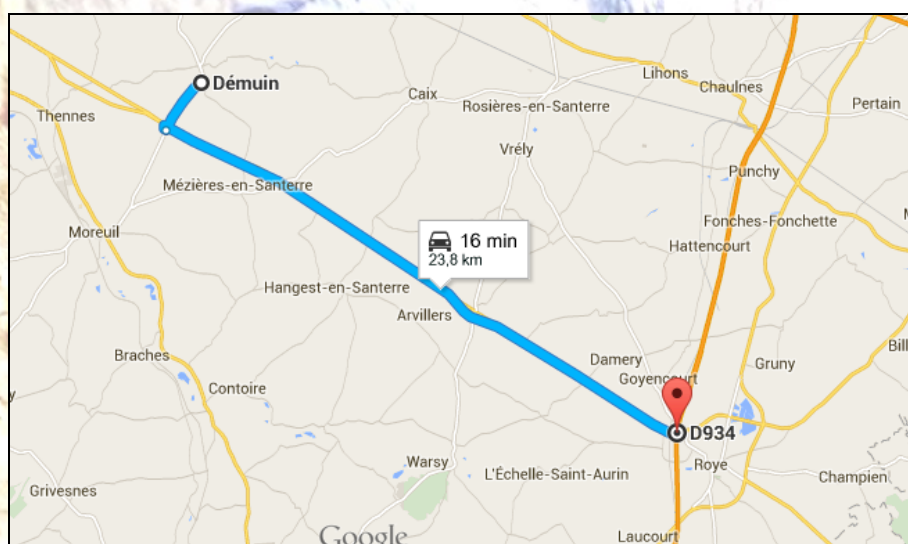 Démuin
Lihons
Chaulnes
Caix
Rosières-en-Santerre
Pertain
Thennes
Vrély
Punchy
Mézières-en-Santerre
Fonches-Fonchette
Moreuil
Hattencourt
16 min
23,8 km
Hangest-en-Santerre
Arvillers
Braches
Damery
Gruny
Goyencourt
Contoire
D934
Warsy
Roye
L'Échelle-Saint-Aurin
Champien
Grivesnes
Google
Laucourt